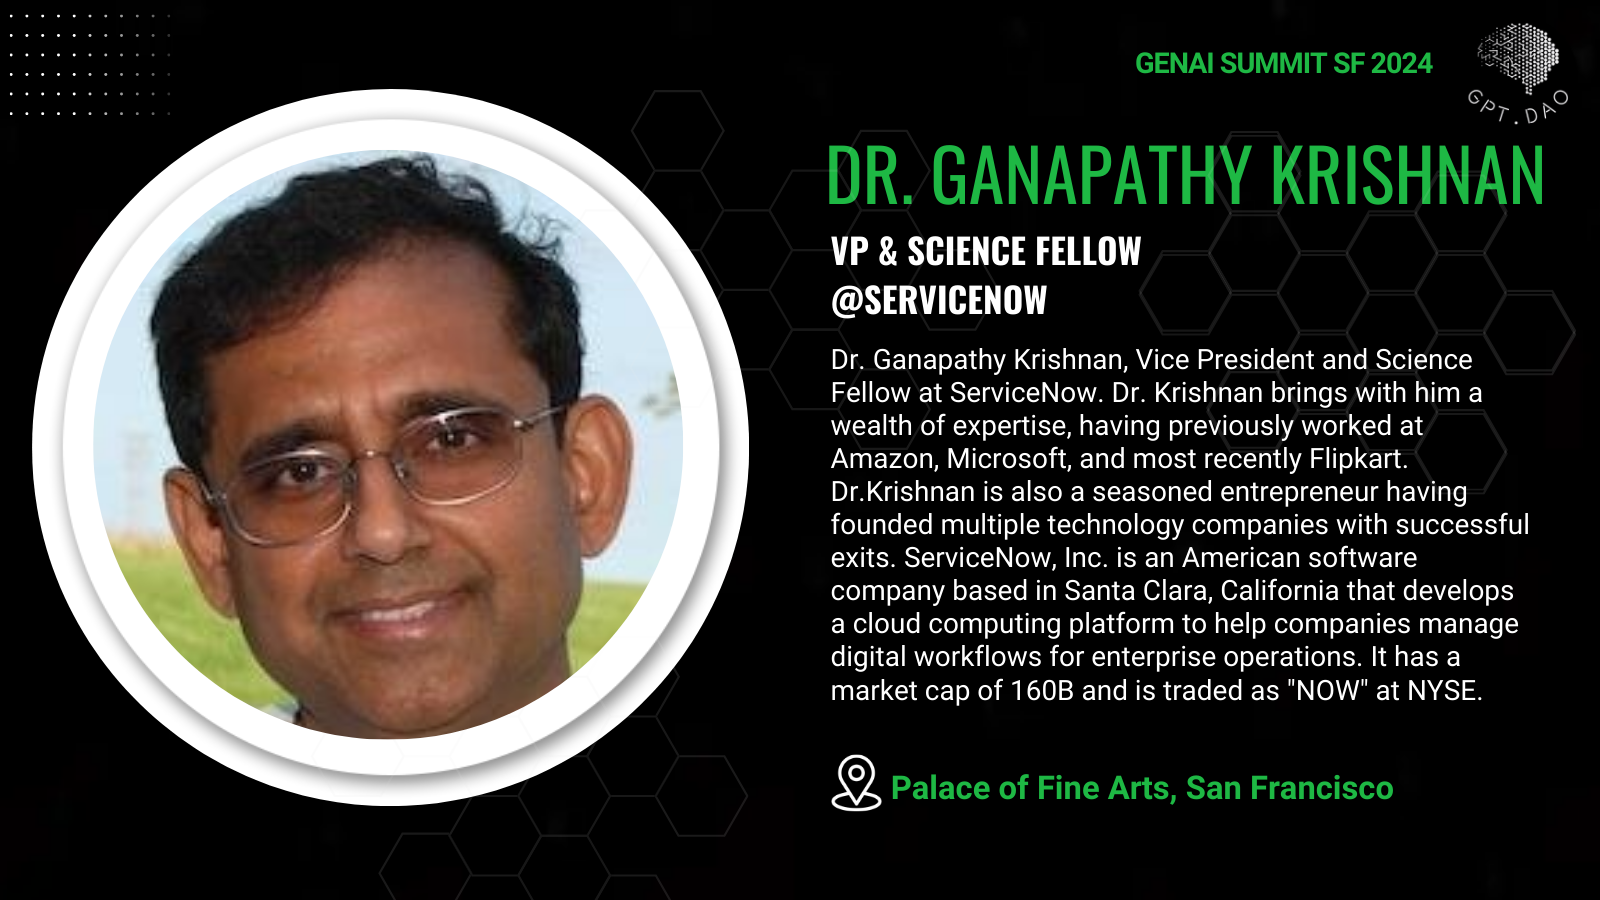 GENAI SUMMIT SF 2024
GPT.DAO
DR. GANAPATHY KRISHNAN
VP & SCIENCE FELLOW
@SERVICENOW
Dr. Ganapathy Krishnan, Vice President and Science
Fellow at ServiceNow. Dr. Krishnan brings with him a
wealth of expertise, having previously worked at
Amazon, Microsoft, and most recently Flipkart.
Dr.Krishnan is also a seasoned entrepreneur having
founded multiple technology companies with successful
exits. ServiceNow, Inc. is an American software
company based in Santa Clara, California that develops
a cloud computing platform to help companies manage
digital workflows for enterprise operations. It has a
market cap of 160B and is traded as "NOW" at NYSE.
Palace of Fine Arts, San Francisco